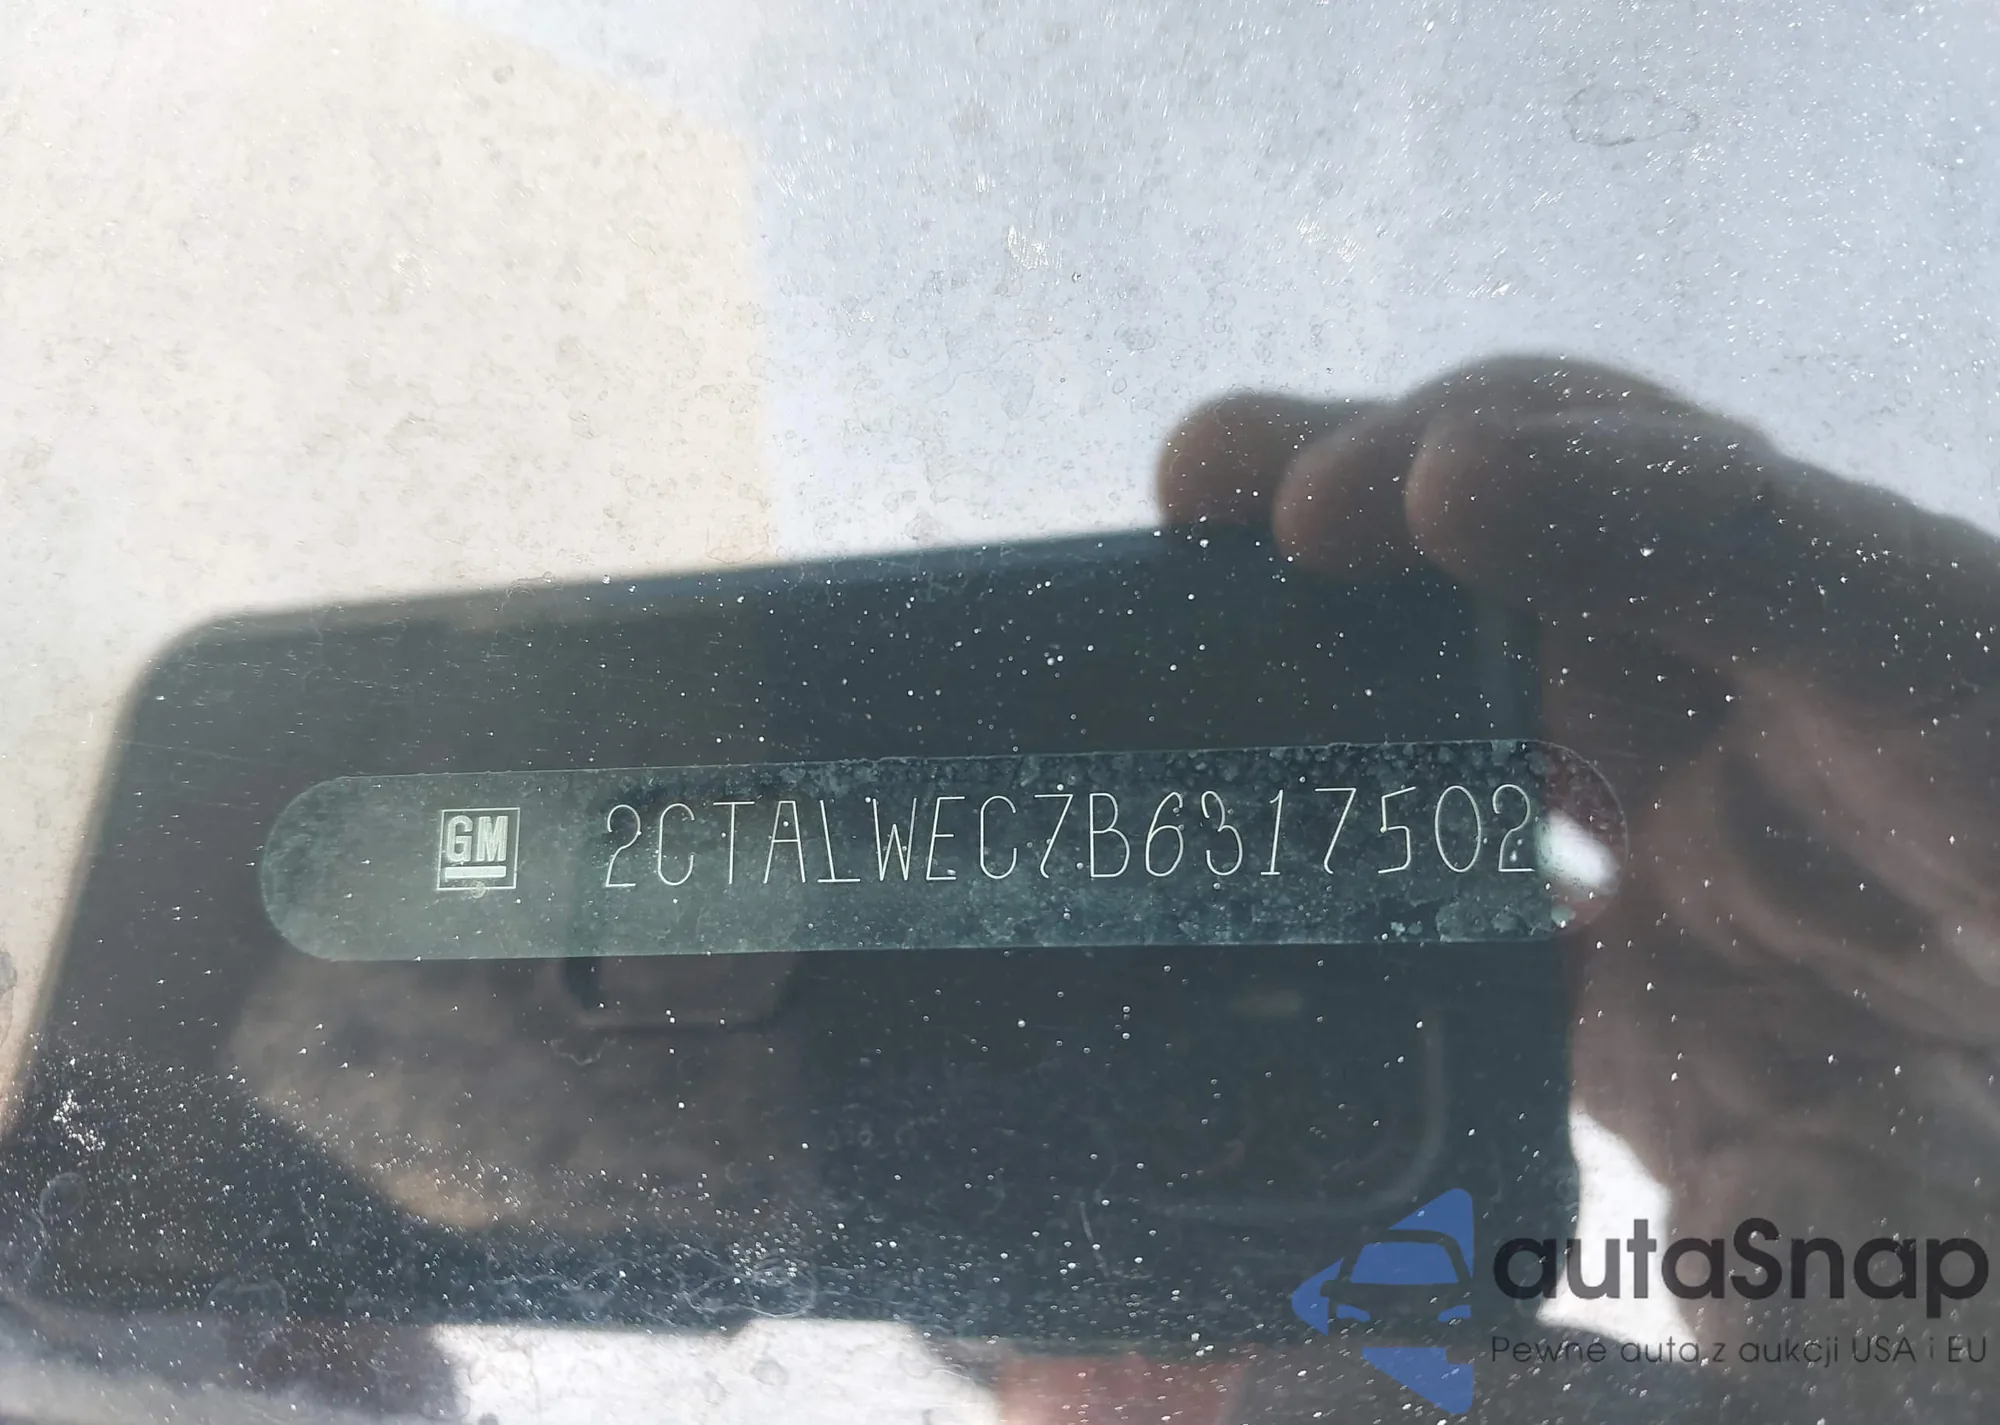 GM 2CTALWEC7B6317502
autaSnap
Pewne auta z aukcji USA i EU